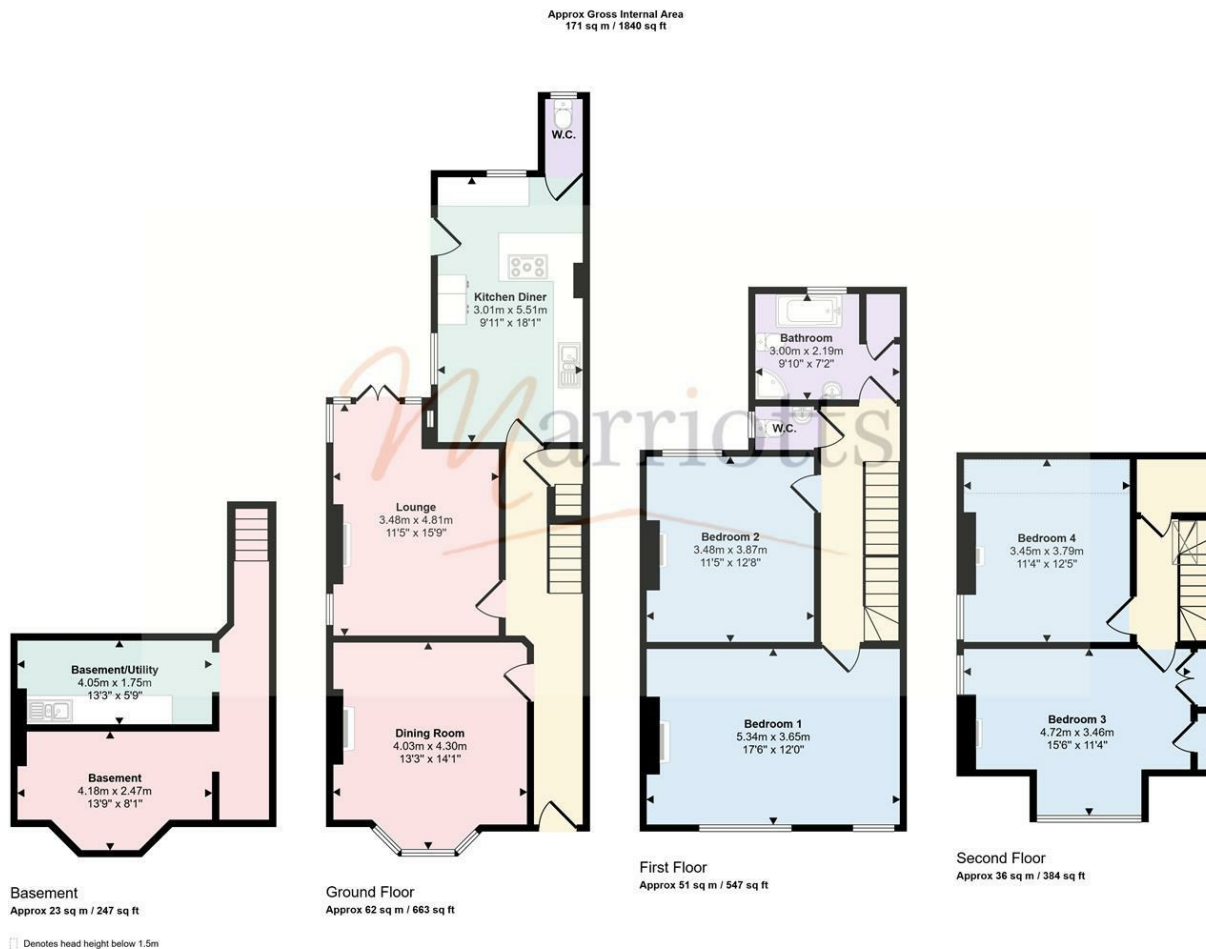 Approx Gross Internal Area
171 sq m / 1840 sq ft
W.C.
Kitchen Diner
3.01m x 5.51m
9'11" x 18'1"
Lounge
3.48m x 4.81m
11'5" x 15'9"
Dining Room
4.03m x 4.30m
13'3" x 14'1"
Basement/Utility
4.05m x 1.75m
13'3" x 5'9"
Basement
4.18m x 2.47m
13'9" x 8'1"
Bathroom
3.00m x 2.19m
9'10" x 7'2"
W.C.
Bedroom 2
3.48m x 3.87m
11'5" x 12'8"
Bedroom 1
5.34m x 3.65m
17'6" x 12'0"
Bedroom 4
3.45m x 3.79m
11'4" x 12'5"
Bedroom 3
4.72m x 3.46m
15'6" x 11'4"
Marriotts
Basement
Approx 23 sq m / 247 sq ft
Ground Floor
Approx 62 sq m / 663 sq ft
First Floor
Approx 51 sq m / 547 sq ft
Second Floor
Approx 36 sq m / 384 sq ft
Denotes head height below 1.5m